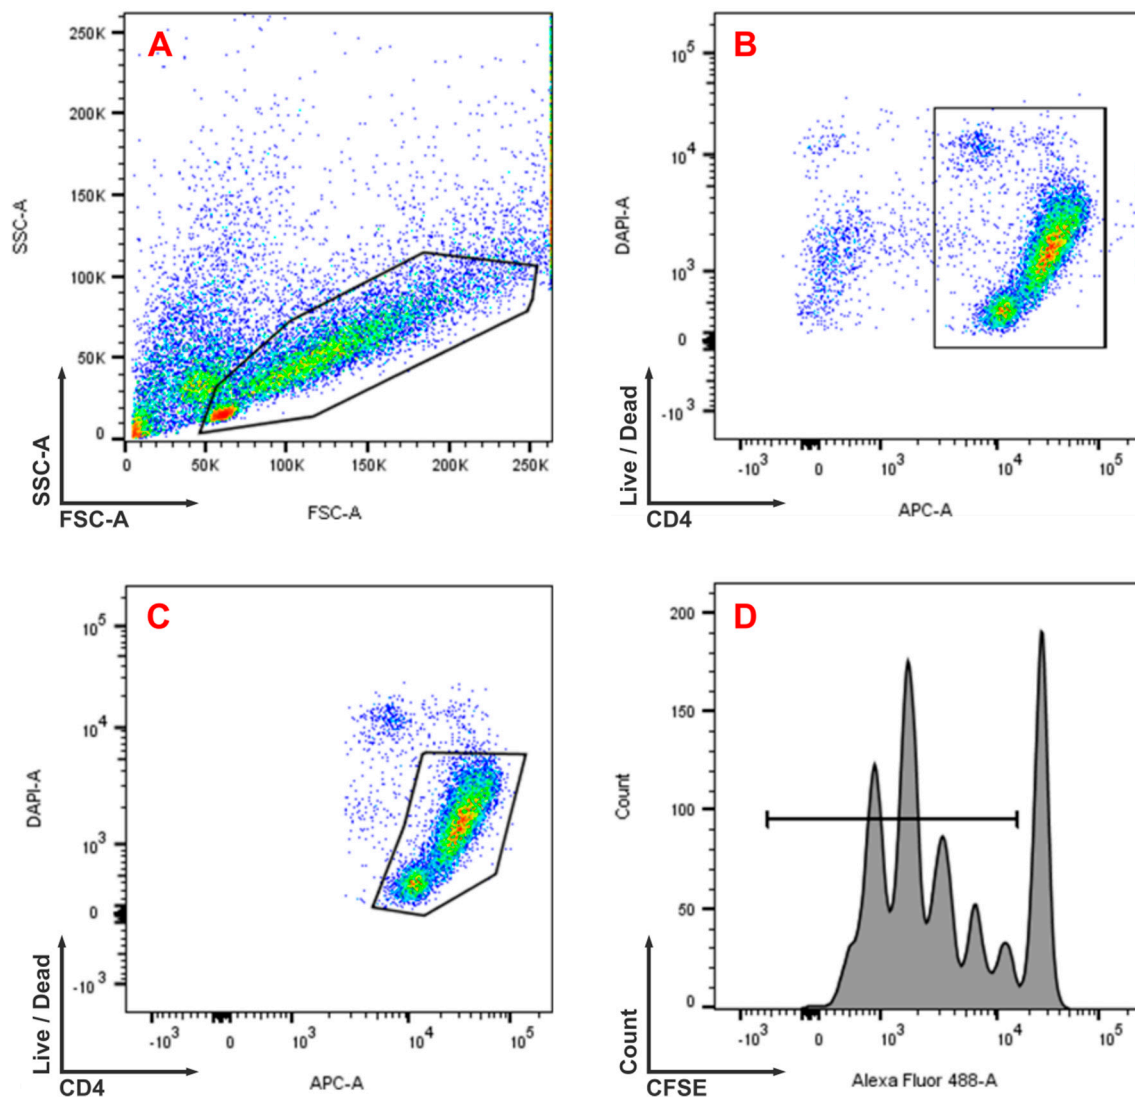 A
250K
200K
150K
100K
50K
0
SSC-A
SSC-A
0
50K
100K
150K
200K
250K
FSC-A
FSC-A
B
10^5
10^4
10^3
0
-10^3
DAPI-A
Live / Dead
-10^3
0
10^3
10^4
10^5
CD4
APC-A
C
10^5
10^4
10^3
0
-10^3
DAPI-A
Live / Dead
-10^3
0
10^3
10^4
10^5
CD4
APC-A
D
200
150
100
50
0
Count
Count
-10^3
0
10^3
10^4
10^5
CFSE
Alexa Fluor 488-A